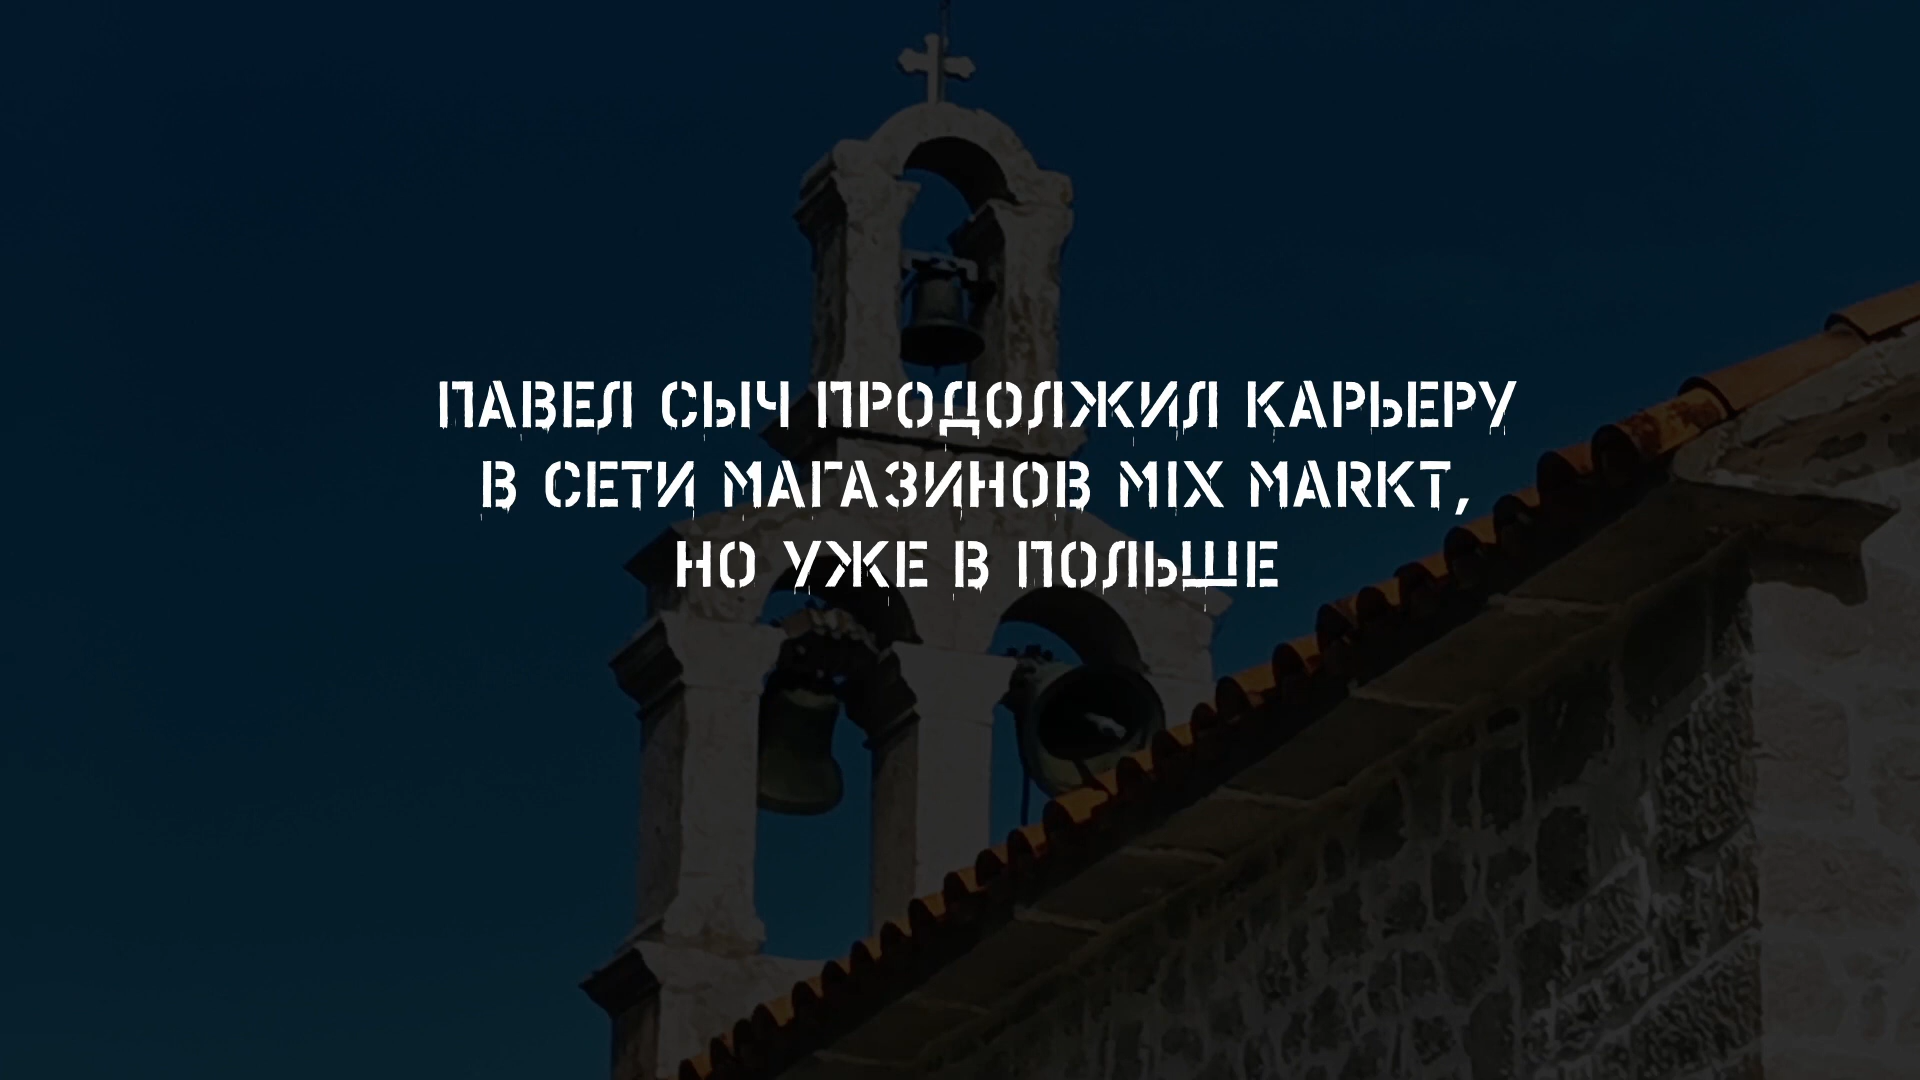 ПАВЕЛ СЫЧ ПРОДОЛЖИЛ КАРЬЕРУ
В СЕТИ МАГАЗИНОВ MIX MARKT,
НО УЖЕ В ПОЛЬШЕ